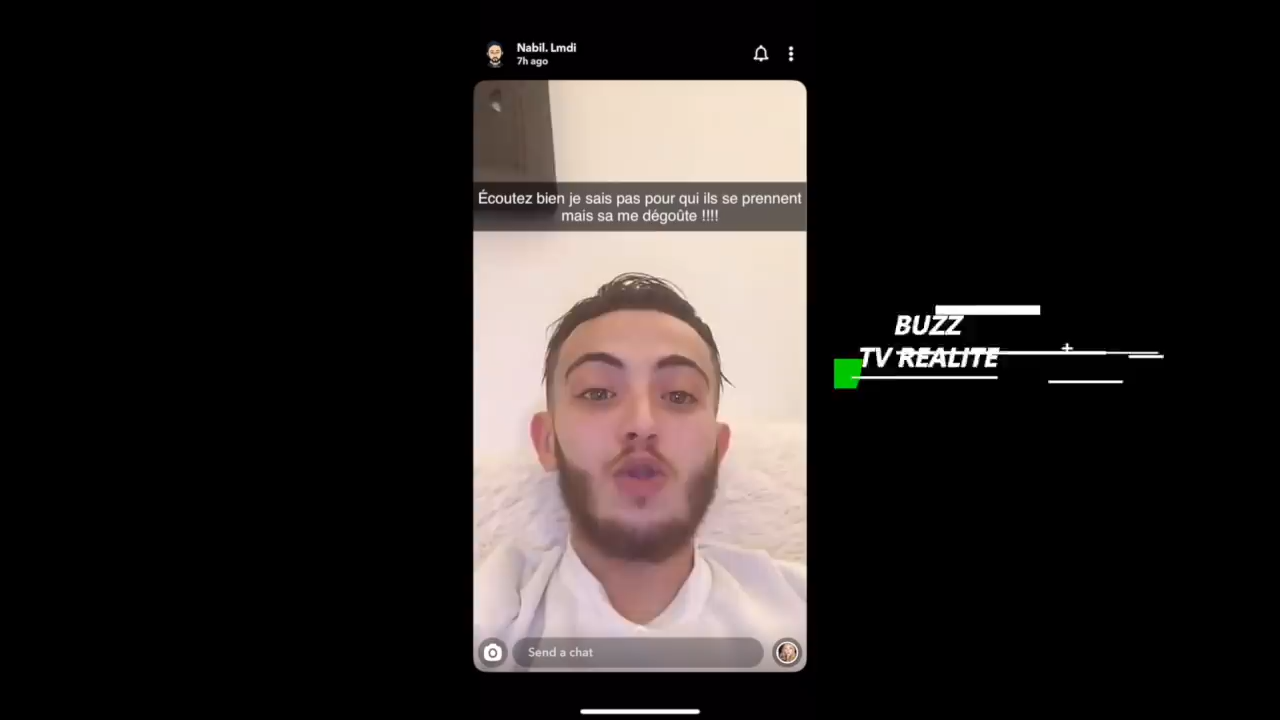 Nabil. Lmdi
7h ago
Écoutez bien je sais pas pour qui ils se prennent
mais sa me dégoûte !!!!
BUZZ
TV REALITE
Send a chat